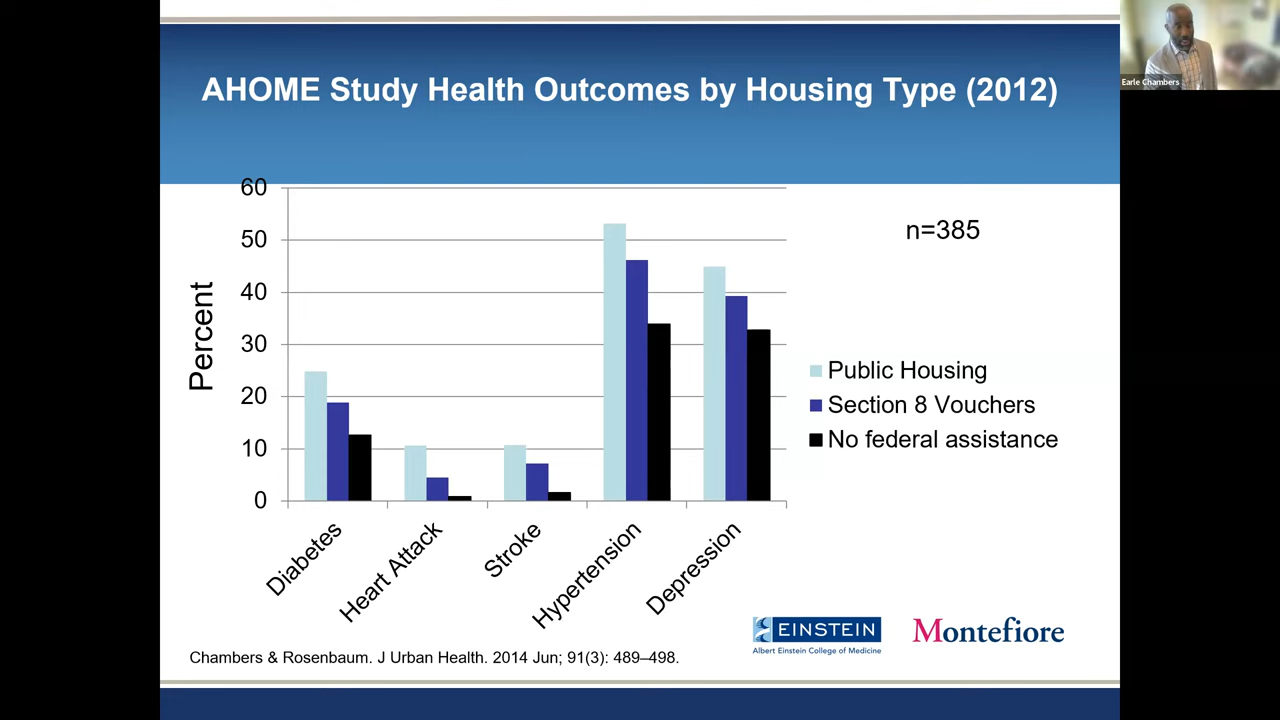 AHOME Study Health Outcomes by Housing Type (2012)
Earle Chambers
60
50
40
30
20
10
0
Percent
n=385
Public Housing
Section 8 Vouchers
No federal assistance
Diabetes
Heart Attack
Stroke
Hypertension
Depression
EINSTEIN
Albert Einstein College of Medicine
Montefiore
Chambers & Rosenbaum. J Urban Health. 2014 Jun; 91(3): 489–498.